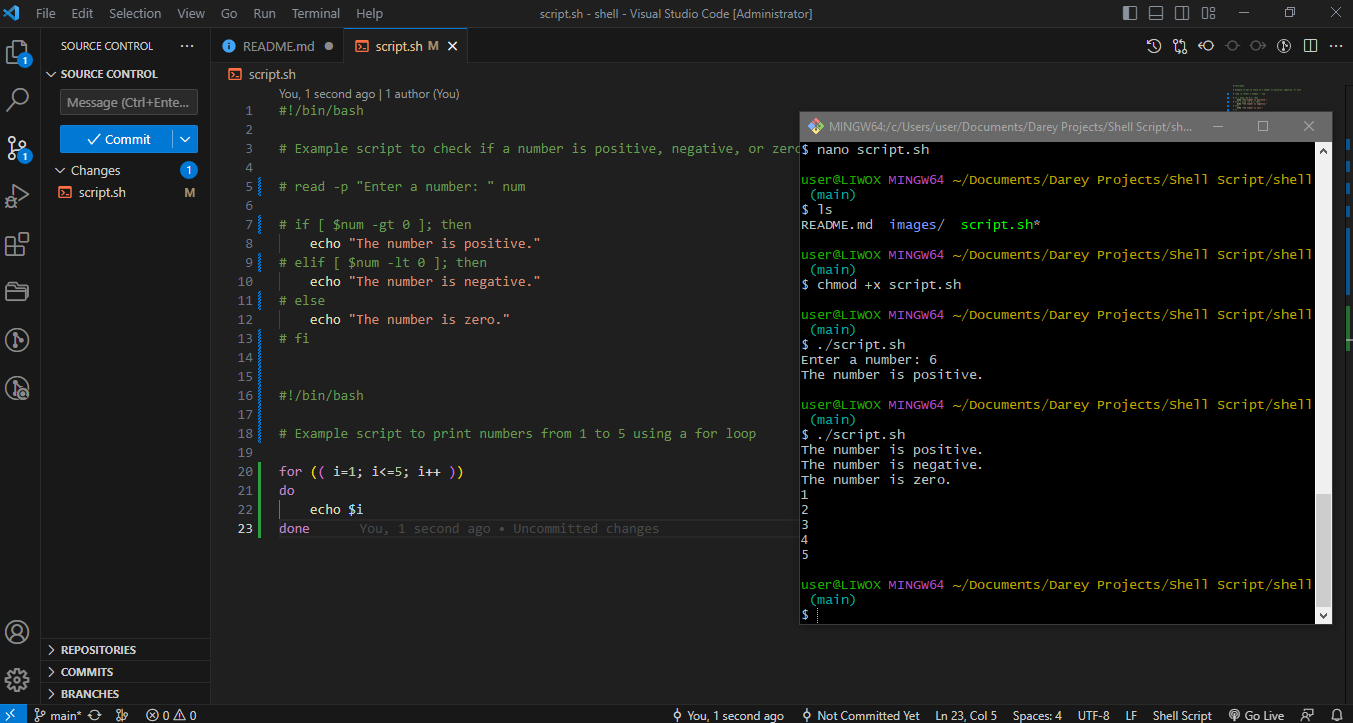 File Edit Selection View Go Run Terminal Help
script.sh - shell - Visual Studio Code [Administrator]
SOURCE CONTROL
SOURCE CONTROL
Message (Ctrl+Ente...
Commit
Changes 1
script.sh M
REPOSITORIES
COMMITS
BRANCHES
1
1
README.md
script.sh M
script.sh
You, 1 second ago | 1 author (You)
1 #!/bin/bash
2
3 # Example script to check if a number is positive, negative, or zero
4
5 # read -p "Enter a number: " num
6
7 # if [ $num -gt 0 ]; then
8 echo "The number is positive."
9 # elif [ $num -lt 0 ]; then
10 echo "The number is negative."
11 # else
12 echo "The number is zero."
13 # fi
14
15
16 #!/bin/bash
17
18 # Example script to print numbers from 1 to 5 using a for loop
19
20 for (( i=1; i<=5; i++ ))
21 do
22 echo $i
23 done You, 1 second ago • Uncommitted changes
MINGW64:/c/Users/user/Documents/Darey Projects/Shell Script/sh...
$ nano script.sh
user@LIWOX MINGW64 ~/Documents/Darey Projects/Shell Script/shell
(main)
$ ls
README.md images/ script.sh*
user@LIWOX MINGW64 ~/Documents/Darey Projects/Shell Script/shell
(main)
$ chmod +x script.sh
user@LIWOX MINGW64 ~/Documents/Darey Projects/Shell Script/shell
(main)
$ ./script.sh
Enter a number: 6
The number is positive.
user@LIWOX MINGW64 ~/Documents/Darey Projects/Shell Script/shell
(main)
$ ./script.sh
The number is positive.
The number is negative.
The number is zero.
1
2
3
4
5
user@LIWOX MINGW64 ~/Documents/Darey Projects/Shell Script/shell
(main)
$
main* 0 0 You, 1 second ago Not Committed Yet Ln 23, Col 5 Spaces: 4 UTF-8 LF Shell Script Go Live